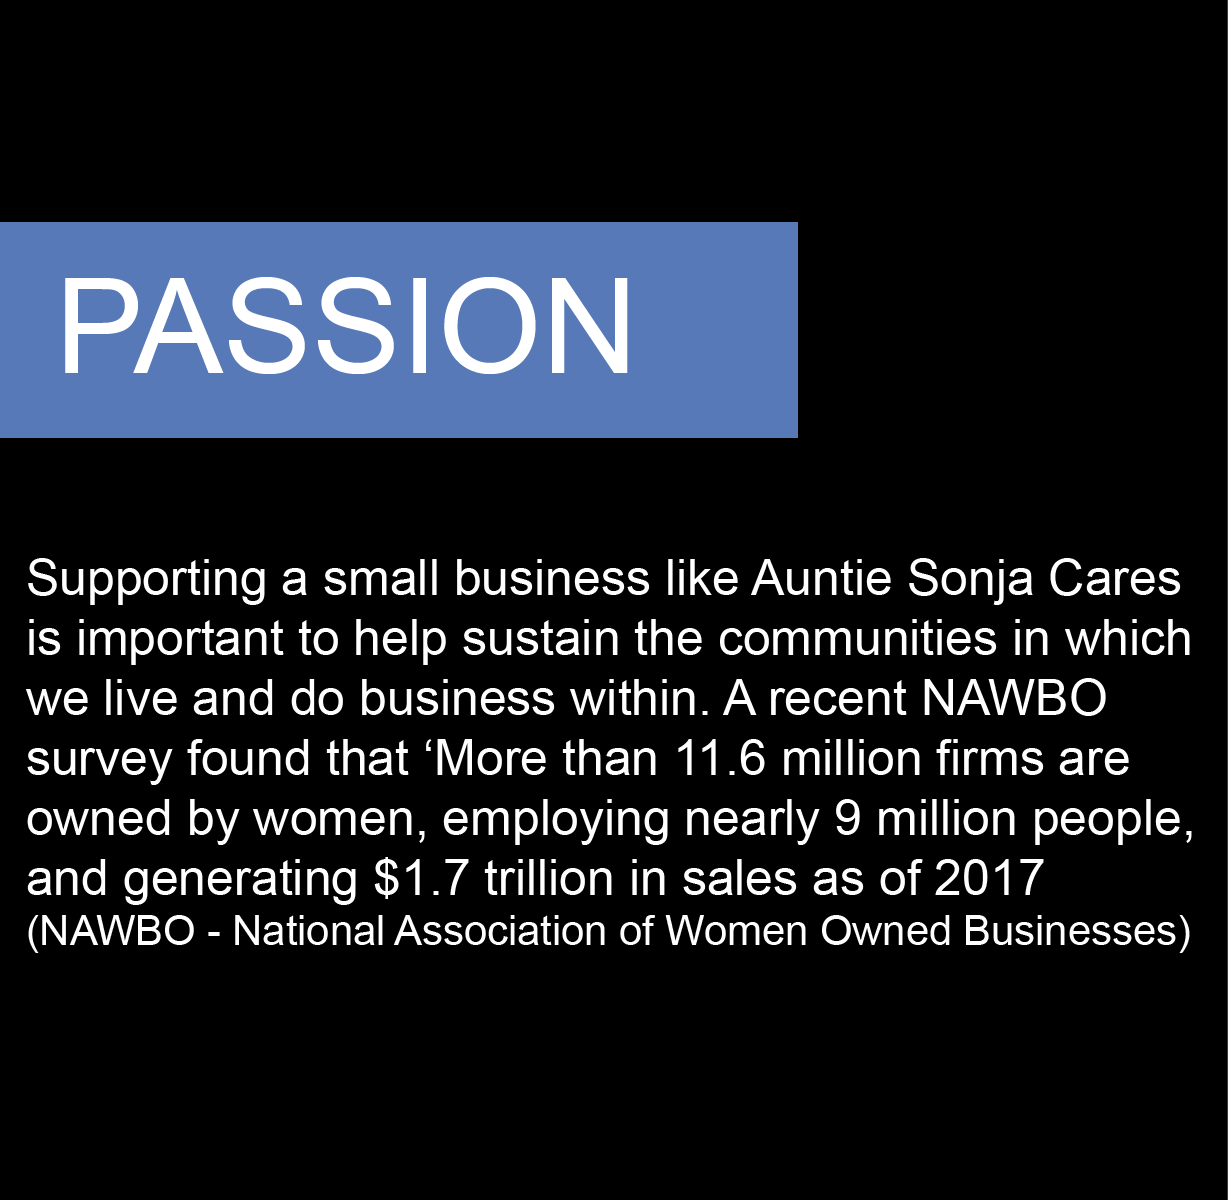 PASSION
Supporting a small business like Auntie Sonja Cares
is important to help sustain the communities in which
we live and do business within. A recent NAWBO
survey found that ‘More than 11.6 million firms are
owned by women, employing nearly 9 million people,
and generating $1.7 trillion in sales as of 2017
(NAWBO - National Association of Women Owned Businesses)